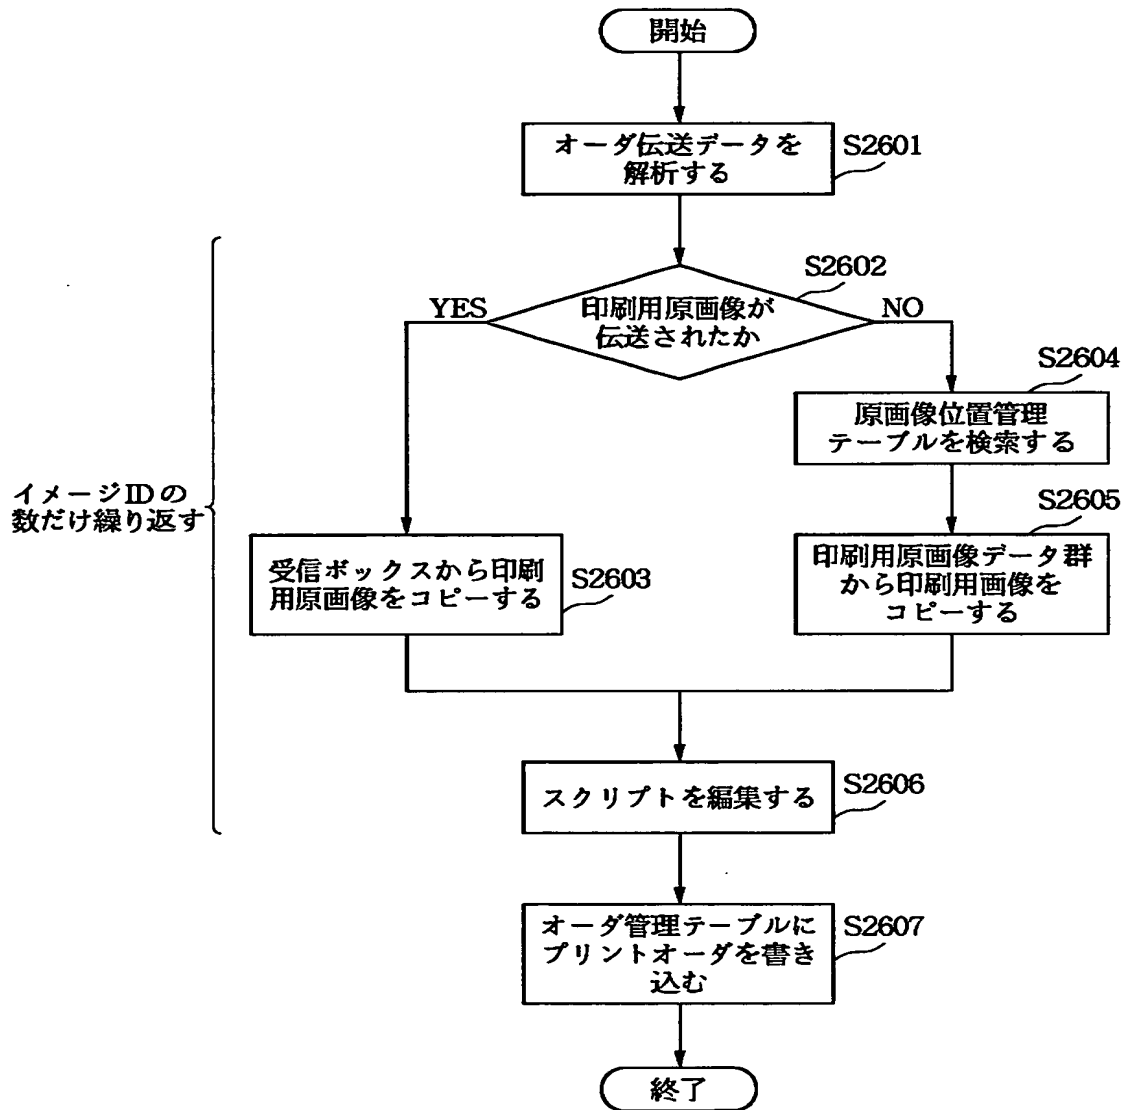 開始
オーダ伝送データを
解析する
S2601
S2602
印刷用原画像が
伝送されたか
YES
NO
S2604
原画像位置管理
テーブルを検索する
S2605
印刷用原画像データ群
から印刷用画像を
コピーする
イメージIDの
数だけ繰り返す
受信ボックスから印刷
用原画像をコピーする
S2603
スクリプトを編集する
S2606
オーダ管理テーブルに
プリントオーダを書き
込む
S2607
終了